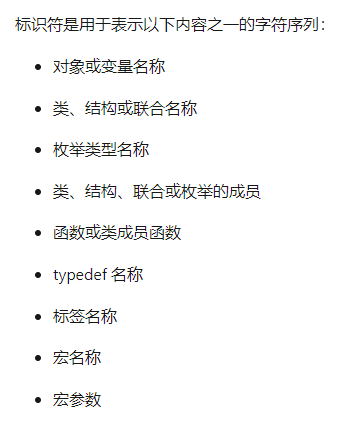 标识符是用于表示以下内容之一的字符序列：
• 对象或变量名称
• 类、结构或联合名称
• 枚举类型名称
• 类、结构、联合或枚举的成员
• 函数或类成员函数
• typedef 名称
• 标签名称
• 宏名称
• 宏参数